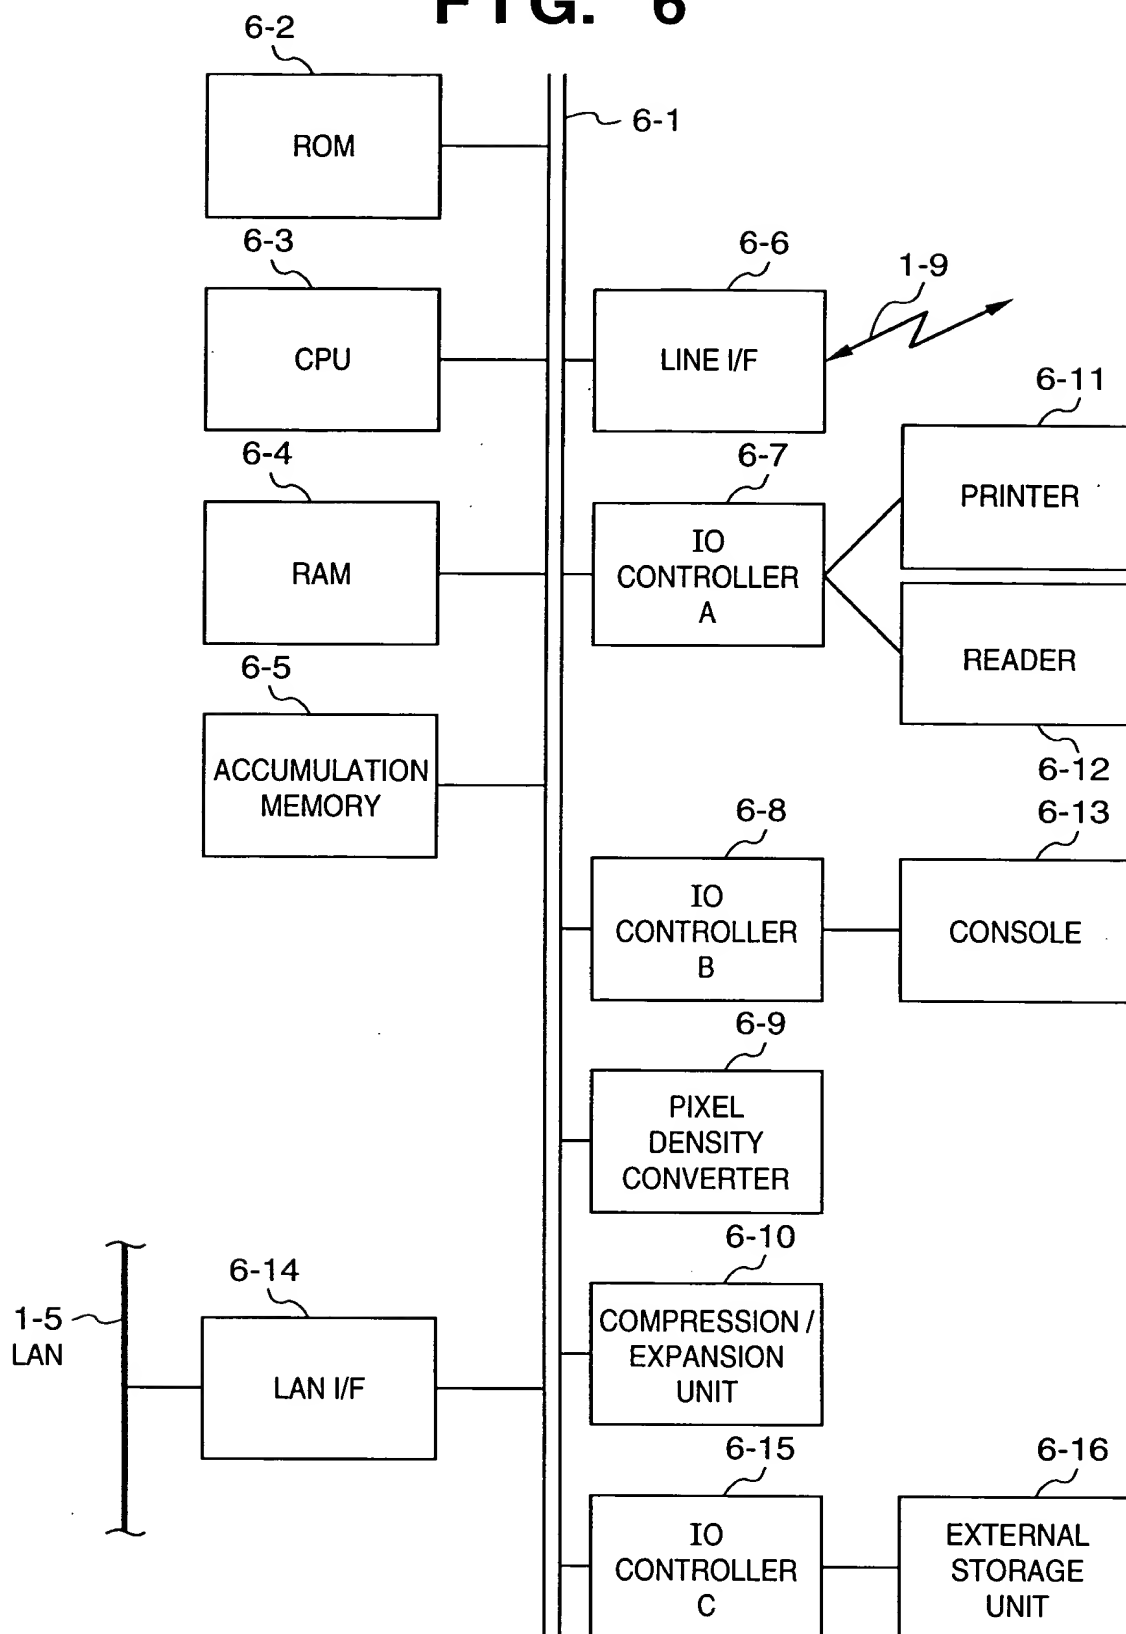 FIG. 6
6-2
ROM
6-1
6-3
CPU
6-6
LINE I/F
1-9
6-4
RAM
6-7
IO
CONTROLLER
A
6-11
PRINTER
READER
6-12
6-5
ACCUMULATION
MEMORY
6-8
IO
CONTROLLER
B
6-13
CONSOLE
6-9
PIXEL
DENSITY
CONVERTER
6-10
COMPRESSION /
EXPANSION
UNIT
1-5
LAN
6-14
LAN I/F
6-15
IO
CONTROLLER
C
6-16
EXTERNAL
STORAGE
UNIT